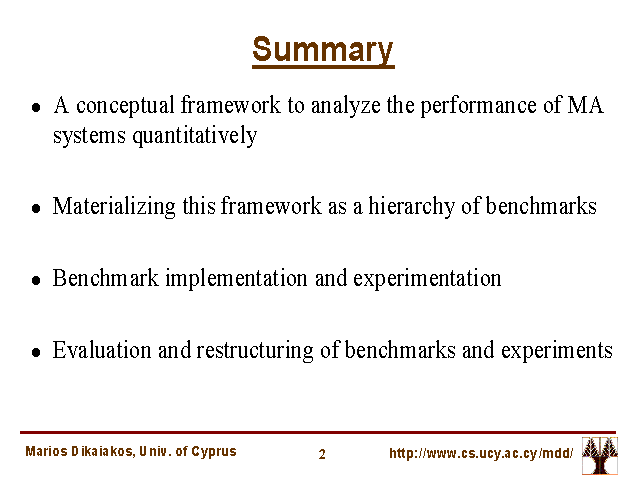 Summary
● A conceptual framework to analyze the performance of MA
systems quantitatively
● Materializing this framework as a hierarchy of benchmarks
● Benchmark implementation and experimentation
● Evaluation and restructuring of benchmarks and experiments
Marios Dikaiakos, Univ. of Cyprus 2 http://www.cs.ucy.ac.cy/mdd/